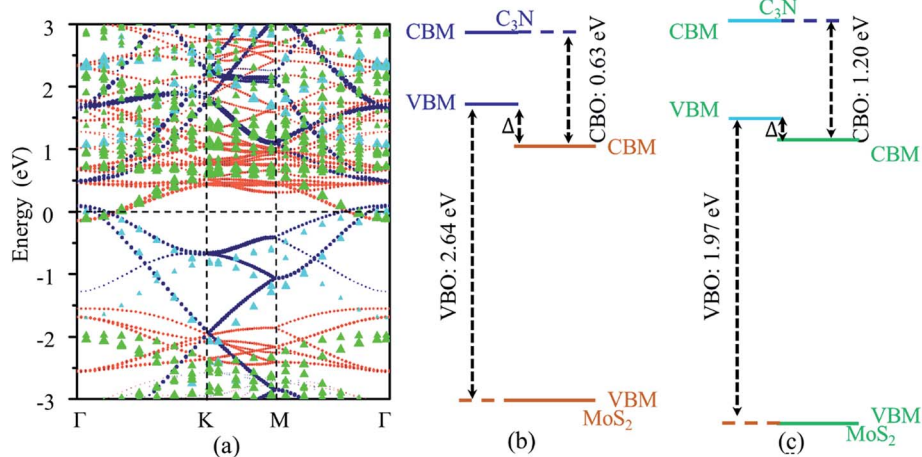 3
2
1
0
-1
-2
-3
Energy (eV)
Γ
K
M
Γ
(a)
CBM
C₃N
VBM
Δ
CBO: 0.63 eV
CBM
VBO: 2.64 eV
VBM
MoS₂
(b)
C₃N
CBM
VBM
Δ
CBO: 1.20 eV
CBM
VBO: 1.97 eV
VBM
MoS₂
(c)